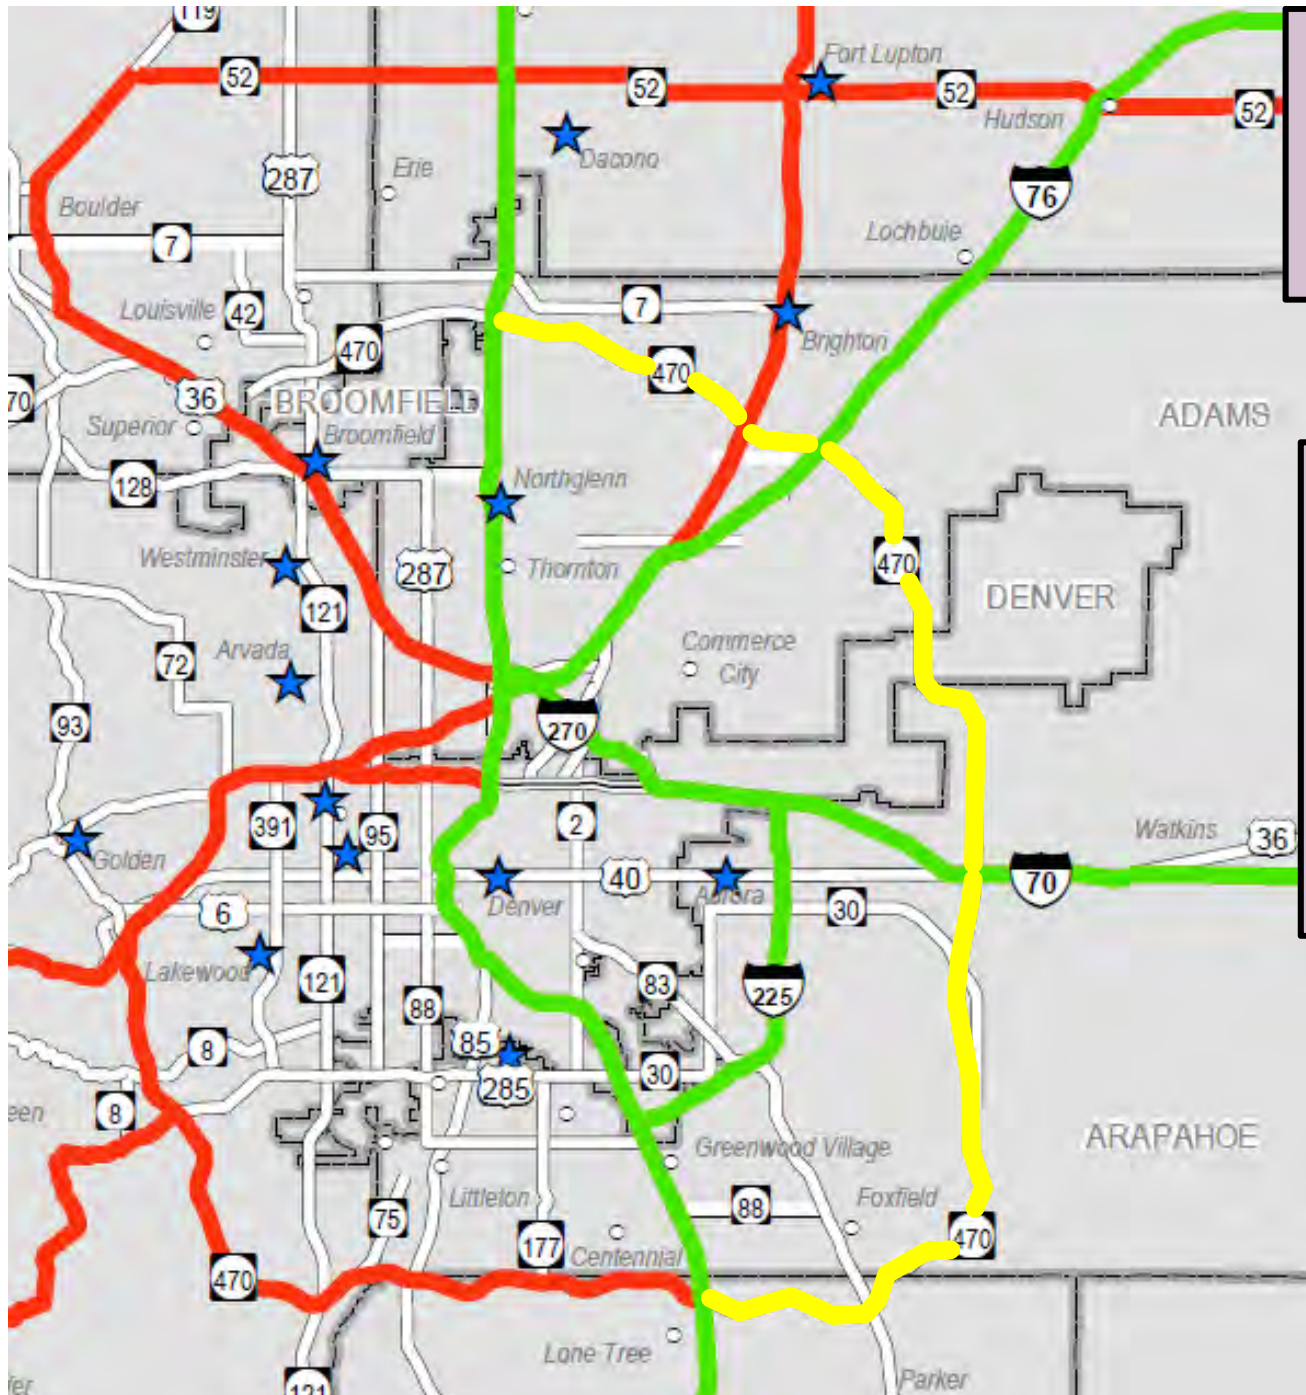 119
Fort Lupton
52
52
52
52
Hudson
Dacono
Erie
287
76
Boulder
Lochbuie
7
Louisville
42
7
470
Brighton
470
36
70
BROOMFIELD
ADAMS
Superior
Broomfield
128
Northglenn
Westminster
287
Thornton
470
DENVER
121
Arvada
72
Commerce
City
93
270
391
95
2
Watkins
36
Golden
40
70
6
Denver
Aurora
30
Lakewood
121
83
225
88
8
85
30
285
8
een
ARAPAHOE
Greenwood Village
Littleton
88
Foxfield
75
177
Centennial
470
470
Lone Tree
121
Parker
fer